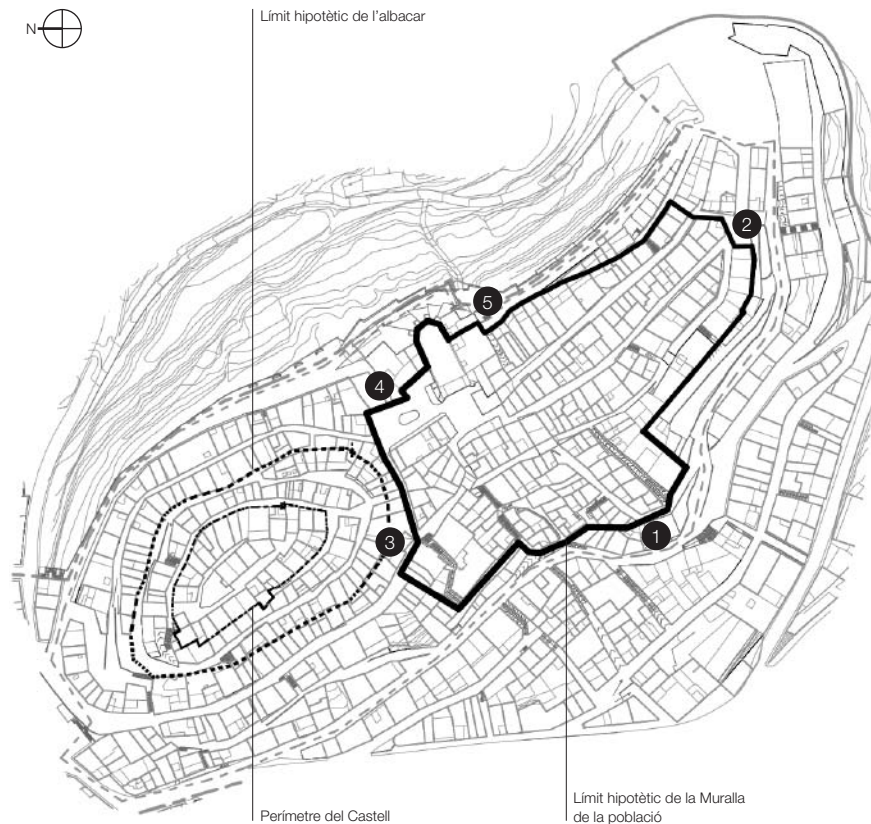 Límit hipotètic de l'albacar
N
2
5
4
3
1
Perímetre del Castell
Límit hipotètic de la Muralla
de la població